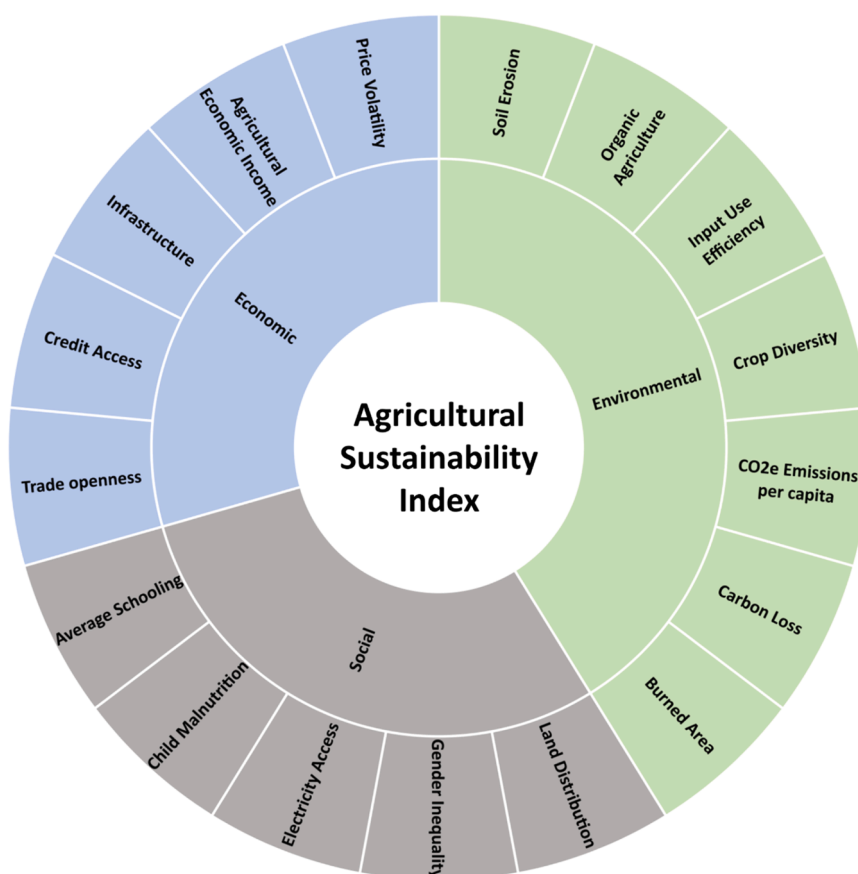 Agricultural
Sustainability
Index
Environmental
Soil Erosion
Organic
Agriculture
Input Use
Efficiency
Crop Diversity
CO2e Emissions
per capita
Carbon Loss
Burned Area
Social
Land Distribution
Gender Inequality
Electricity Access
Child Malnutrition
Average Schooling
Economic
Trade openness
Credit Access
Infrastructure
Agricultural
Economic Income
Price Volatility